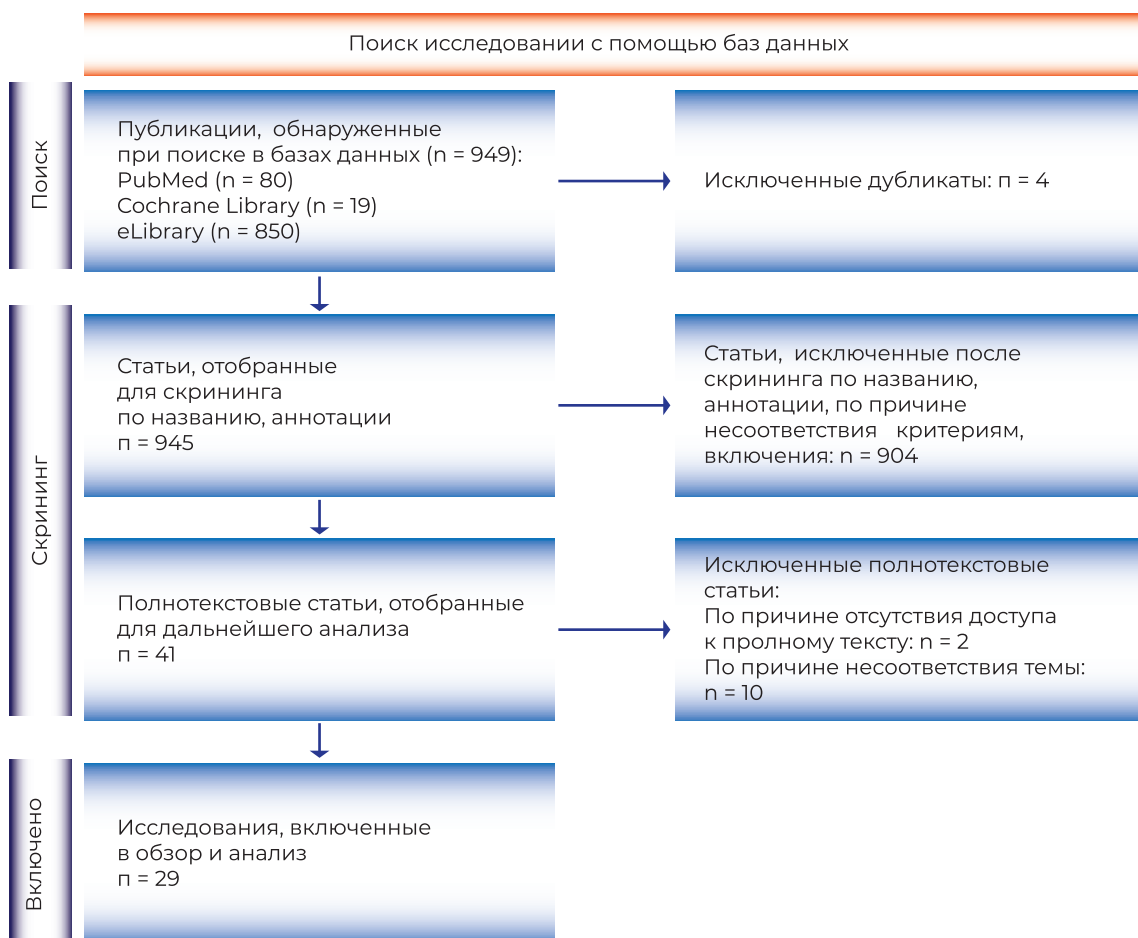 Поиск исследовании с помощью баз данных
Поиск
Публикации, обнаруженные
при поиске в базах данных (n = 949):
PubMed (n = 80)
Cochrane Library (n = 19)
eLibrary (n = 850)
Исключенные дубликаты: п = 4
Скрининг
Статьи, отобранные
для скрининга
по названию, аннотации
п = 945
Статьи, исключенные после
скрининга по названию,
аннотации, по причине
несоответствия критериям,
включения: n = 904
Полнотекстовые статьи, отобранные
для дальнейшего анализа
п = 41
Исключенные полнотекстовые
статьи:
По причине отсутствия доступа
к пролному тексту: n = 2
По причине несоответствия темы:
n = 10
Включено
Исследования, включенные
в обзор и анализ
п = 29